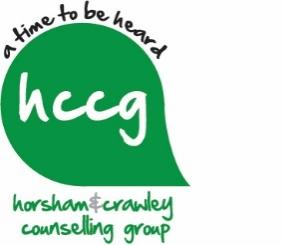 a time to be heard
hccg
horsham&crawley
counselling group